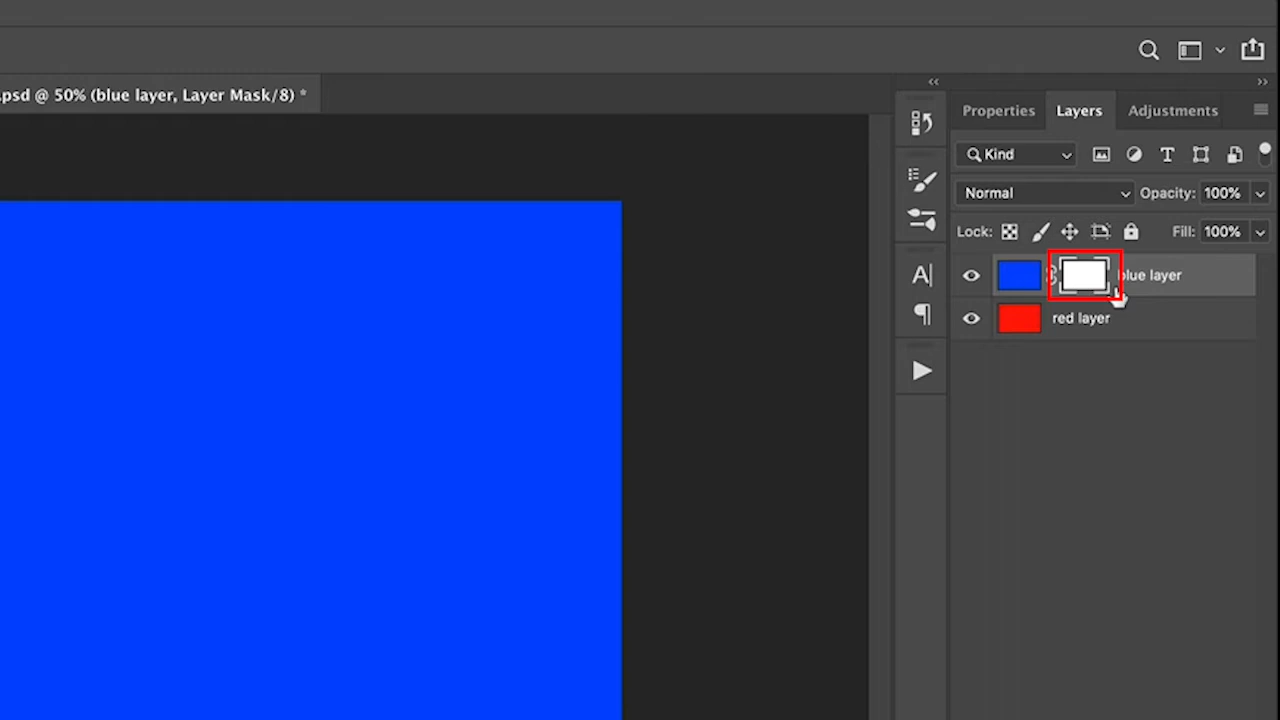 .psd @ 50% (blue layer, Layer Mask/8) *
Properties Layers Adjustments
Kind
Normal Opacity: 100%
Lock: Fill: 100%
blue layer
red layer